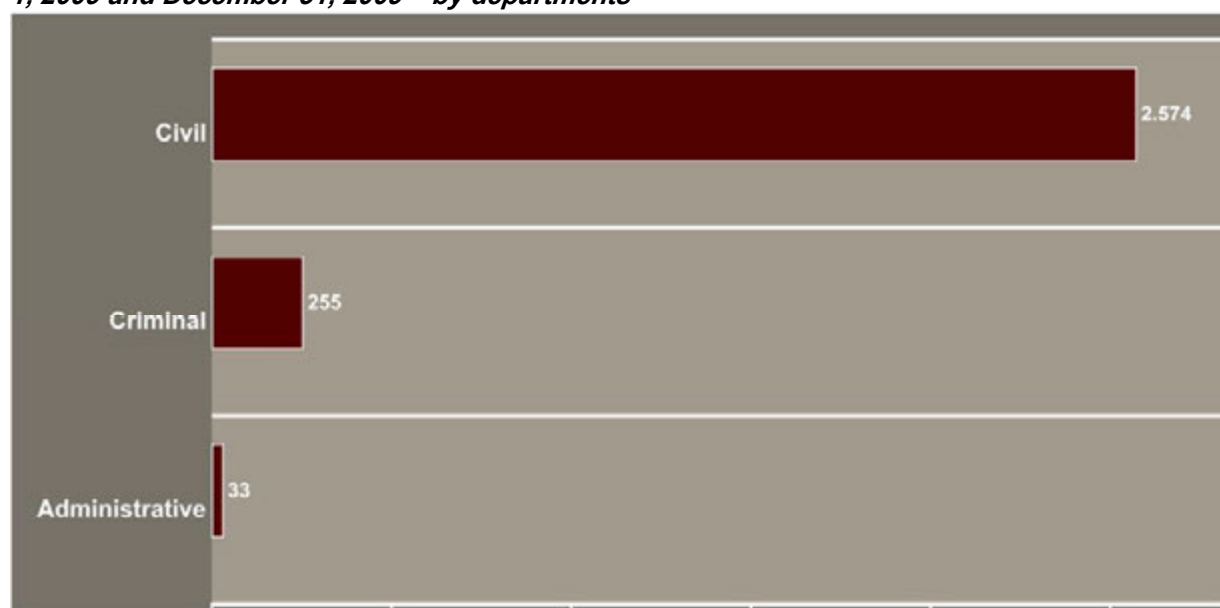 and December 31, by departments
Civil
2.574
Criminal
255
Administrative
33